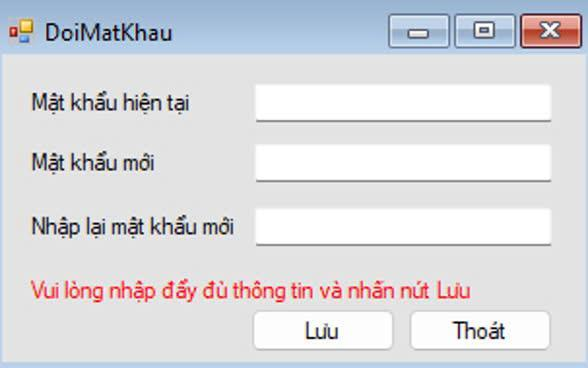 DoiMatKhau
Mật khẩu hiện tại
Mật khẩu mới
Nhập lại mật khẩu mới
Vui lòng nhập đẩy đủ thông tin và nhấn nút Lưu
Lưu Thoát